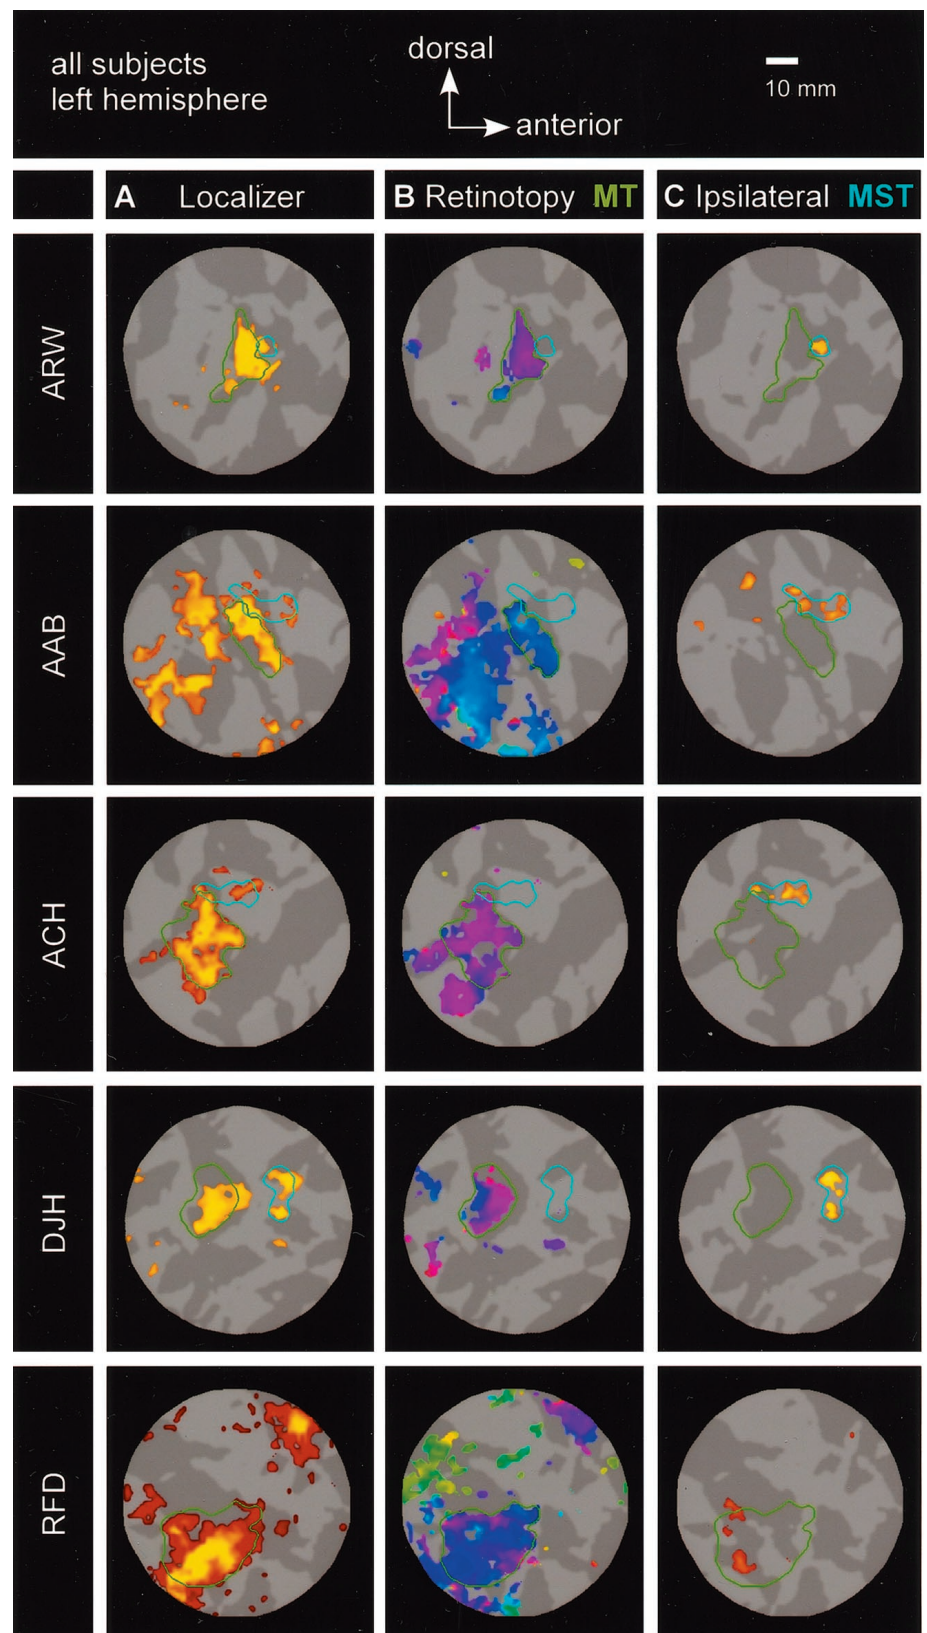 all subjects
left hemisphere
dorsal
anterior
10 mm
A Localizer
B Retinotopy MT
C Ipsilateral MST
ARW
AAB
ACH
DJH
RFD